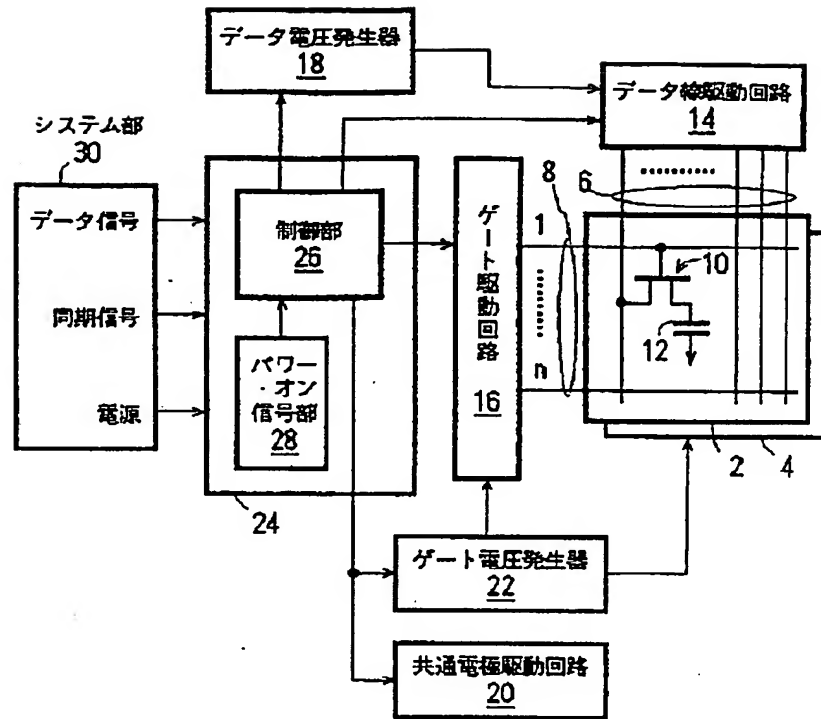 データ電圧発生器
18
データ線駆動回路
14
システム部
30
データ信号
同期信号
電源
制御部
26
パワー
・オン
信号部
28
24
ゲート駆動回路
16
8
6
1
n
10
12
2
4
ゲート電圧発生器
22
共通電極駆動回路
20